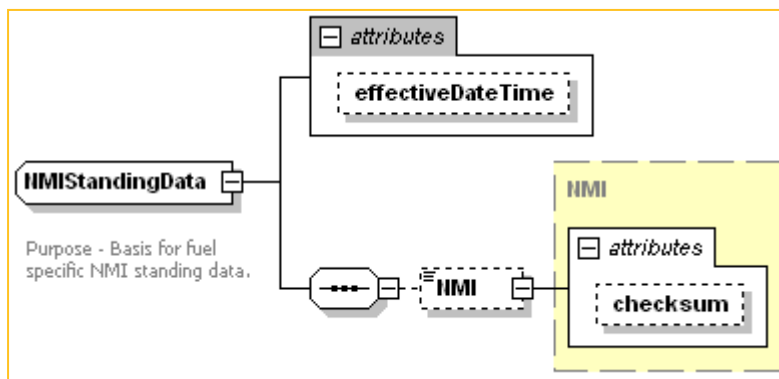 attributes
effectiveDateTime
NMIStandingData
Purpose - Basis for fuel
specific NMI standing data.
NMI
NMI
attributes
checksum